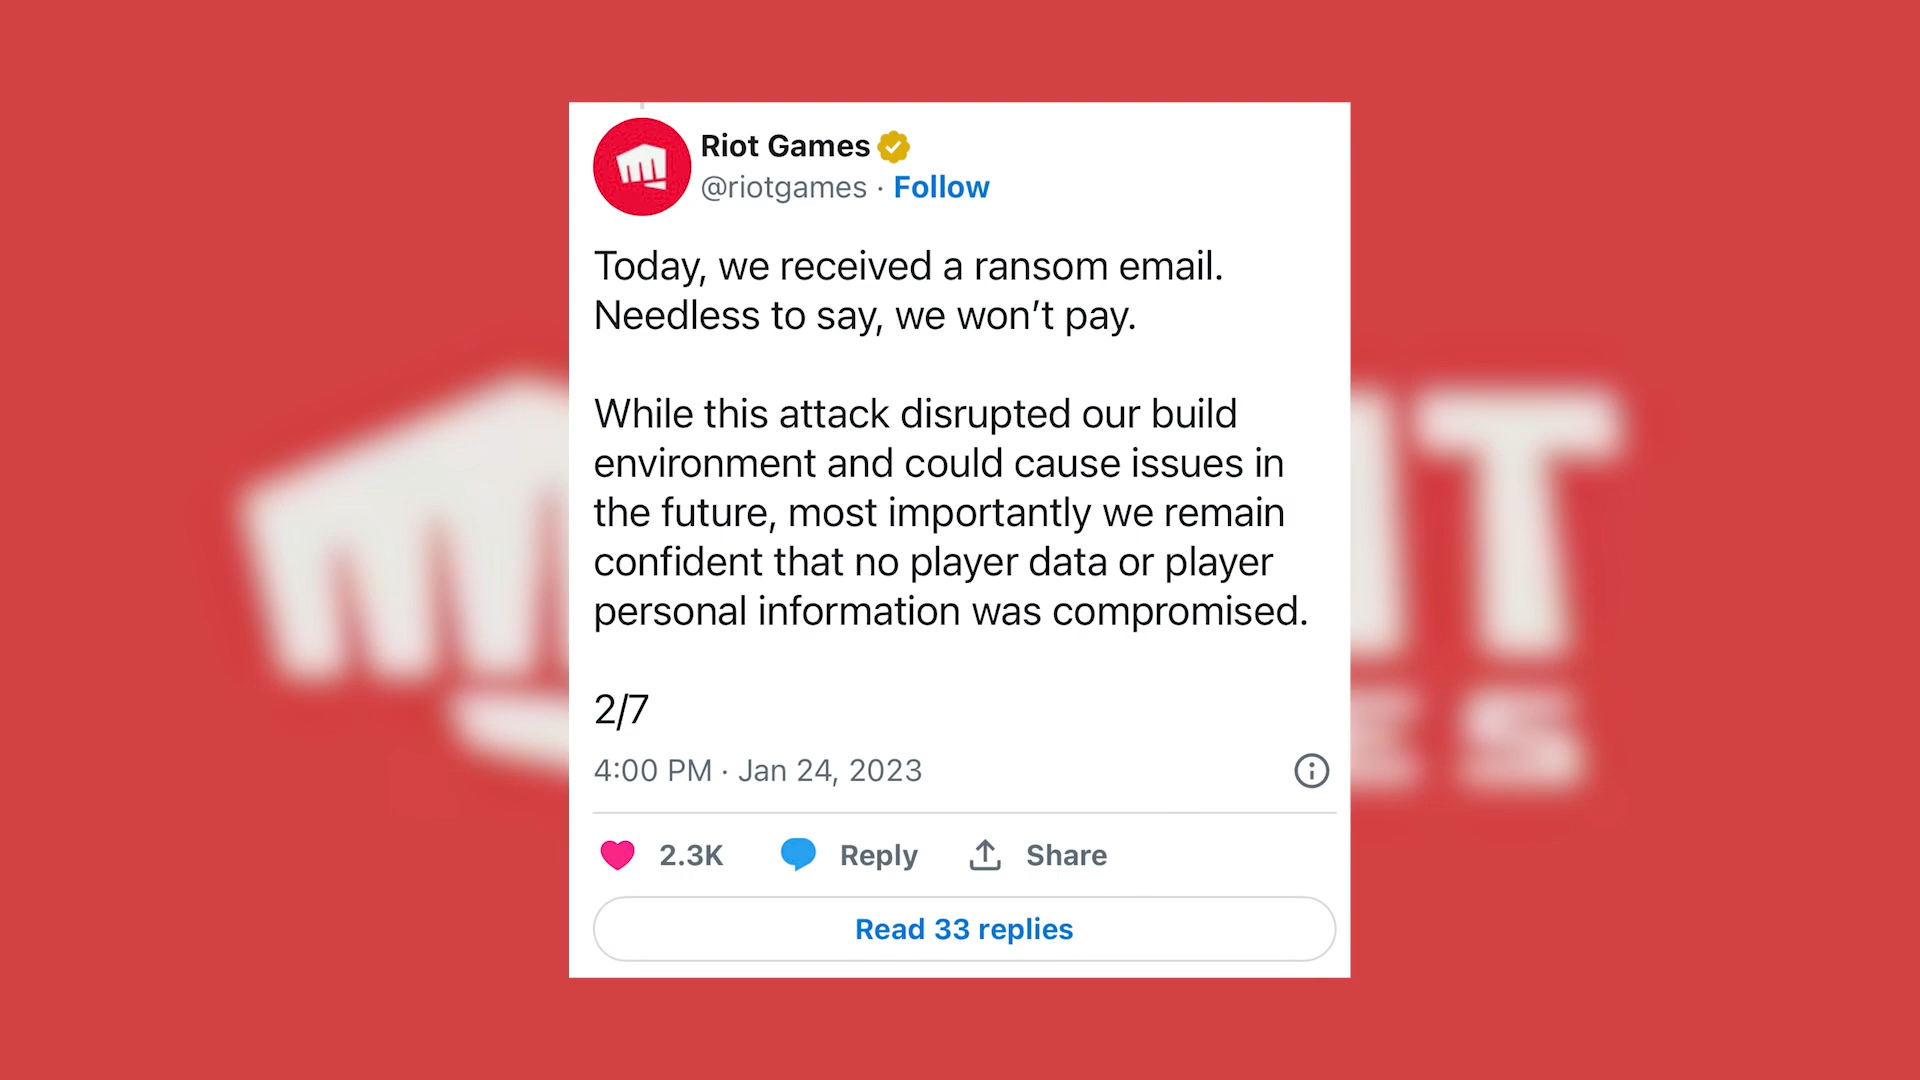 Riot Games
@riotgames · Follow
Today, we received a ransom email.
Needless to say, we won’t pay.
While this attack disrupted our build
environment and could cause issues in
the future, most importantly we remain
confident that no player data or player
personal information was compromised.
2/7
4:00 PM · Jan 24, 2023
2.3K Reply Share
Read 33 replies